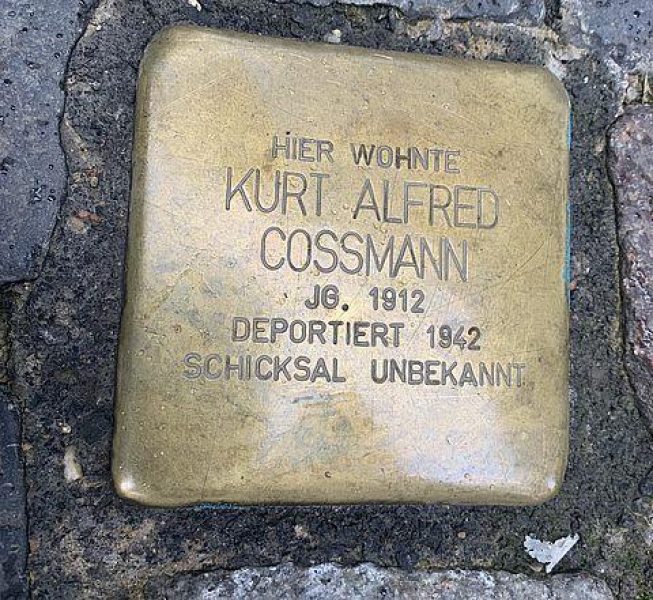 HIER WOHNTE
KURT ALFRED
COSSMANN
JG. 1912
DEPORTIERT 1942
SCHICKSAL UNBEKANNT